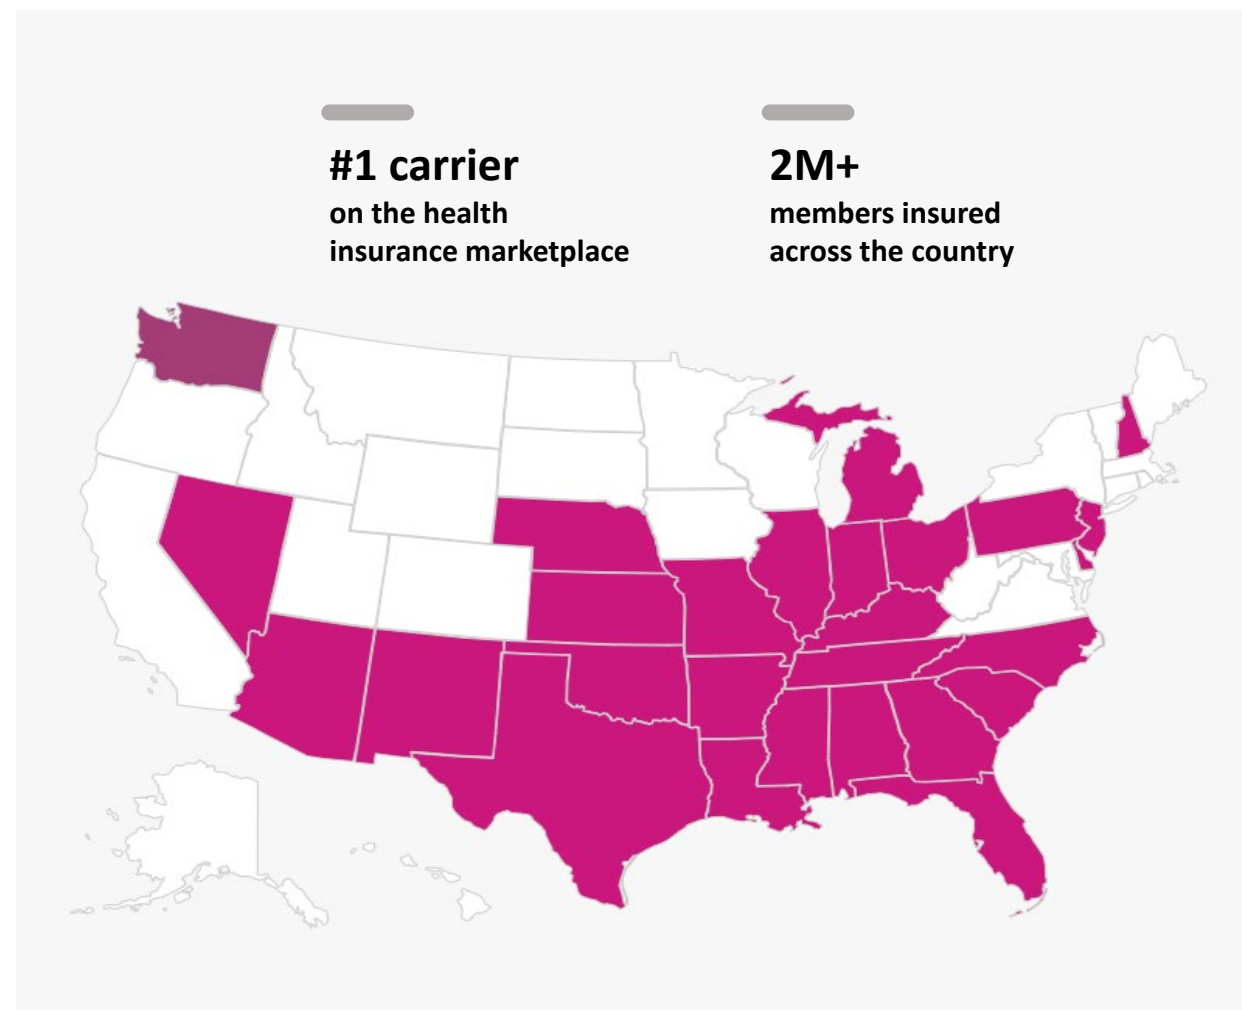 #1 carrier
on the health
insurance marketplace
2M+
members insured
across the country